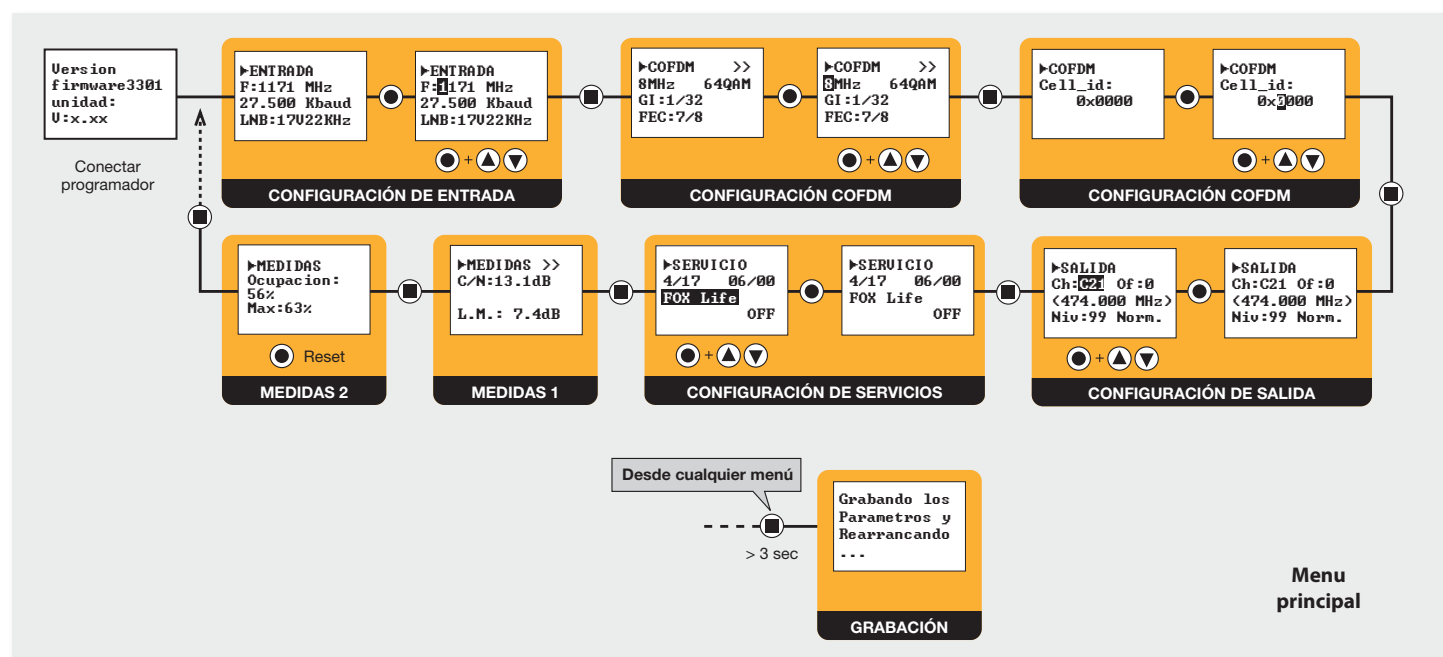 Version
firmware3301
unidad:
V:x.xx
Conectar
programador
►ENTRADA
F:1171 MHz
27.500 Kbaud
LNB:17V22KHz
►ENTRADA
F:1171 MHz
27.500 Kbaud
LNB:17V22KHz
+
CONFIGURACIÓN DE ENTRADA
►COFDM >>
8MHz 64QAM
GI:1/32
FEC:7/8
►COFDM >>
8MHz 64QAM
GI:1/32
FEC:7/8
+
CONFIGURACIÓN COFDM
►COFDM
Cell_id:
0x0000
►COFDM
Cell_id:
0x0000
+
CONFIGURACIÓN COFDM
►MEDIDAS
Ocupacion:
56%
Max:63%
Reset
MEDIDAS 2
►MEDIDAS >>
C/N:13.1dB
L.M.: 7.4dB
MEDIDAS 1
►SERVICIO
4/17 06/00
FOX Life
OFF
►SERVICIO
4/17 06/00
FOX Life
OFF
+
CONFIGURACIÓN DE SERVICIOS
►SALIDA
Ch:C21 Of:0
(474.000 MHz)
Niv:99 Norm.
►SALIDA
Ch:C21 Of:0
(474.000 MHz)
Niv:99 Norm.
+
CONFIGURACIÓN DE SALIDA
Desde cualquier menú
> 3 sec
Grabando los
Parametros y
Rearrancando
...
GRABACIÓN
Menu
principal